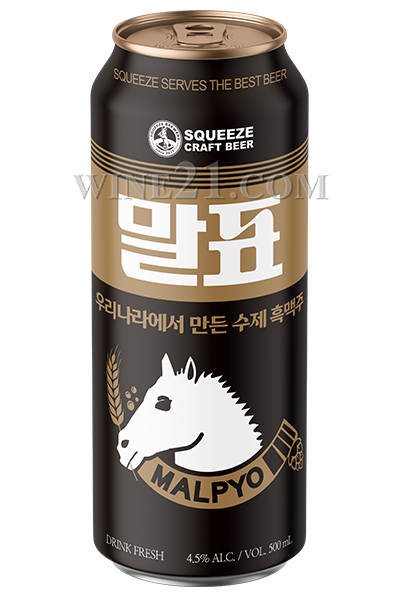 SQUEEZE SERVES THE BEST BEER
SQUEEZE
CRAFT BEER
WINE21.COM
말표
우리나라에서 만든 수제 흑맥주
MALPYO
DRINK FRESH 4.5% ALC. / VOL. 500 mL